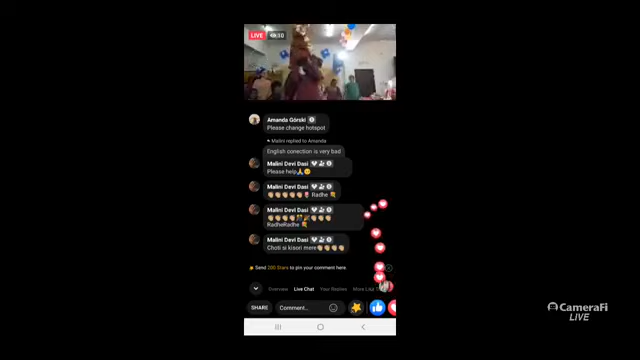 LIVE
Amanda Górski
Please change hotspot
Malini replied to Amanda
English conection is very bad
Malini Devi Dasi
Please help🙏🥺
Malini Devi Dasi
Radhe
Malini Devi Dasi
RadheRadhe
Malini Devi Dasi
Choti si kisori mere
Send 200 Stars to pin your comment here.
Overview Live Chat Your Replies More
SHARE Comment...
CameraFi
LIVE